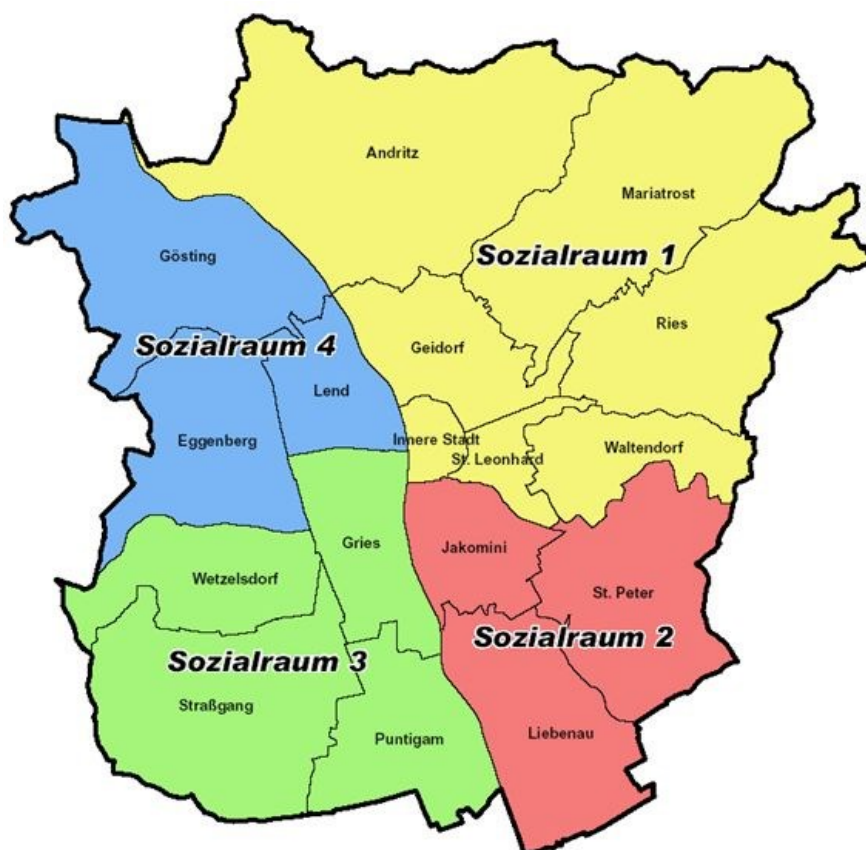 Andritz
Mariatrost
Gösting
Sozialraum 1
Ries
Sozialraum 4
Geidorf
Lend
Eggenberg
Innere Stadt
St. Leonhard
Waltendorf
Gries
Jakomini
Wetzelsdorf
St. Peter
Sozialraum 2
Sozialraum 3
Straßgang
Puntigam
Liebenau